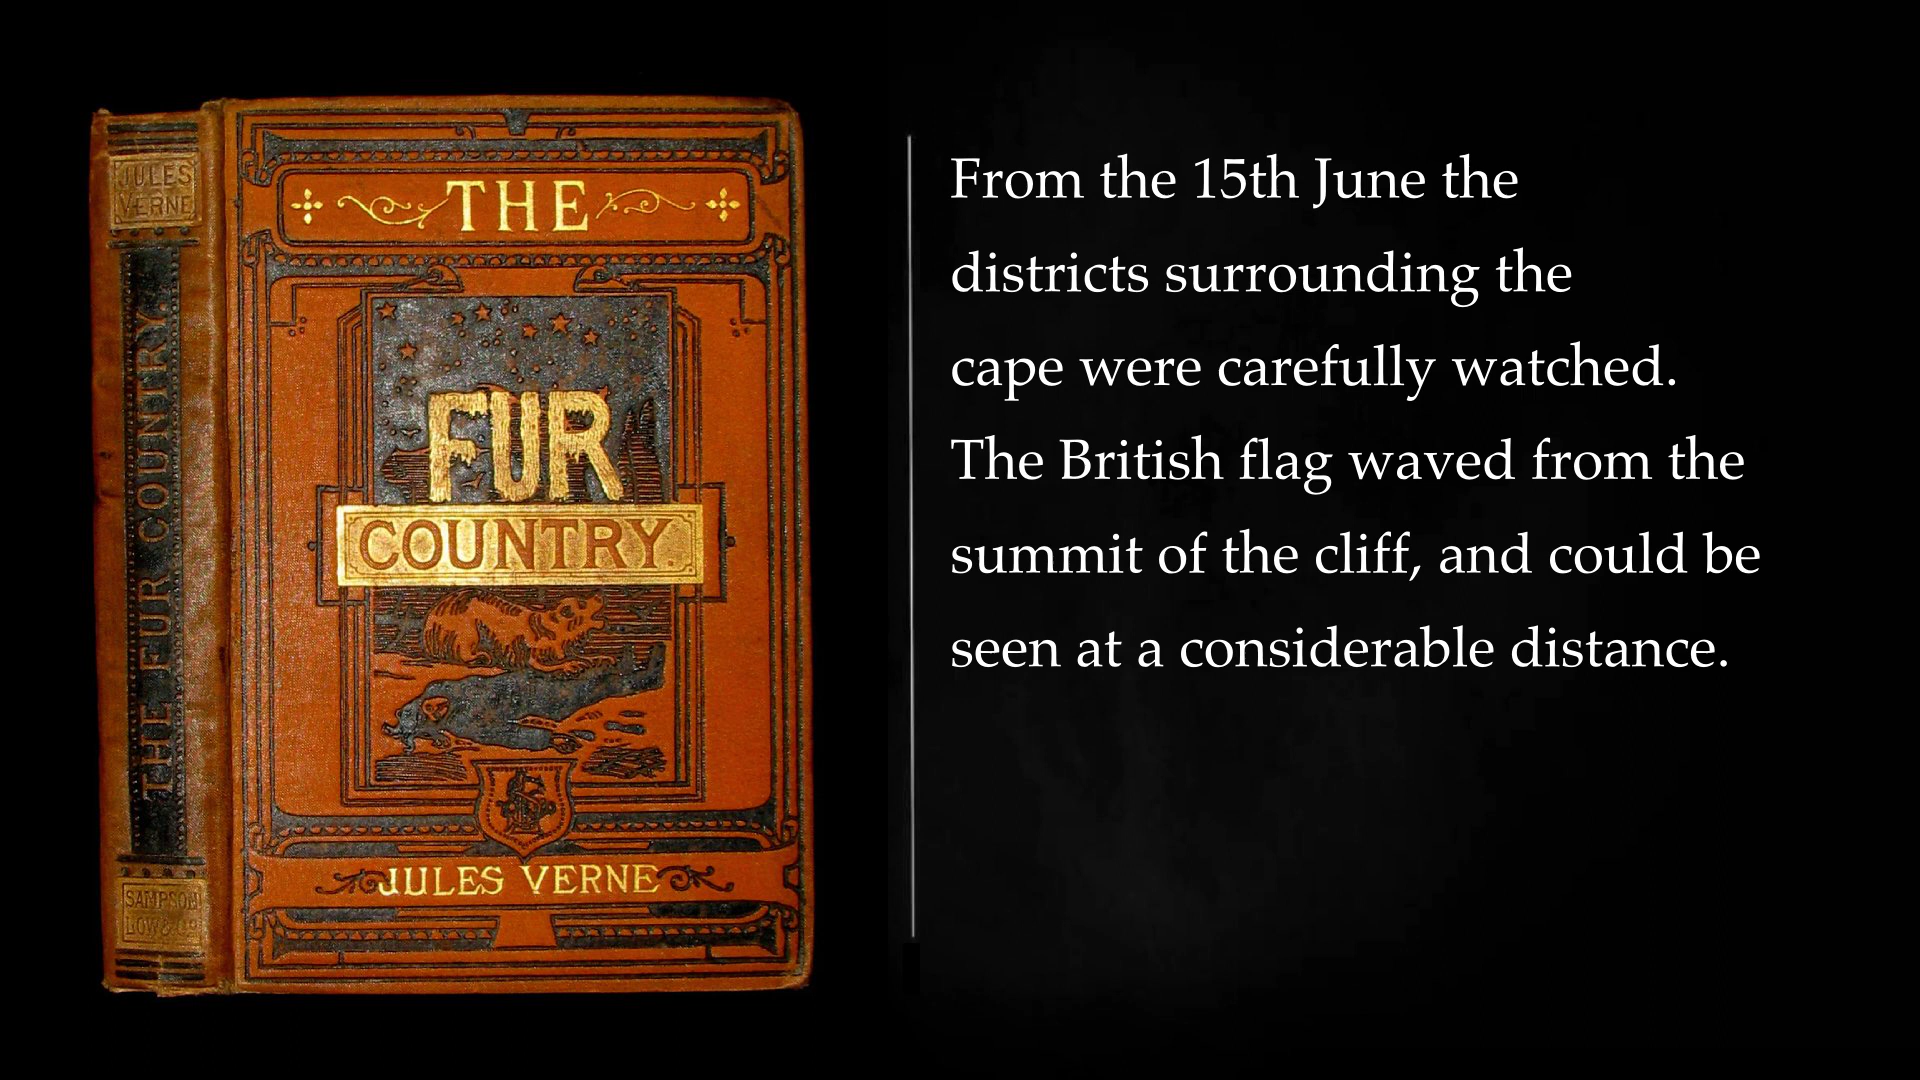 JULES
VERNE
THE FUR COUNTRY.
SAMPSON
LOW & Co
THE
FUR
COUNTRY.
JULES VERNE
From the 15th June the
districts surrounding the
cape were carefully watched.
The British flag waved from the
summit of the cliff, and could be
seen at a considerable distance.